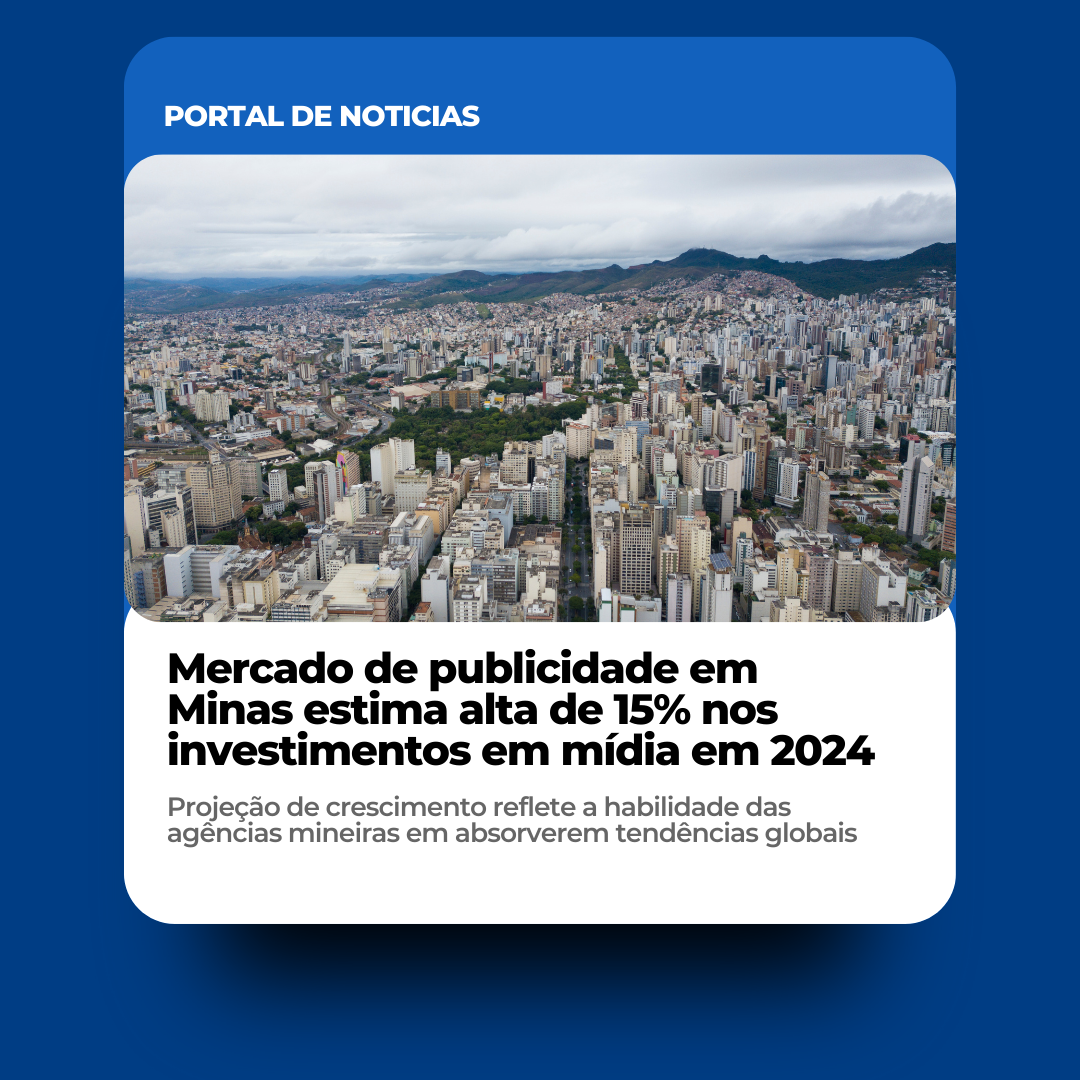 PORTAL DE NOTICIAS
Mercado de publicidade em
Minas estima alta de 15% nos
investimentos em mídia em 2024
Projeção de crescimento reflete a habilidade das
agências mineiras em absorverem tendências globais